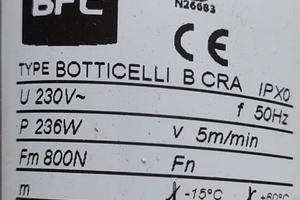 BFC
N26683
CE
TYPE BOTTICELLI B CRA IPX0
U 230V~ f 50Hz
P 236W v 5m/min
Fm 800N Fn
m -15°C +60°C